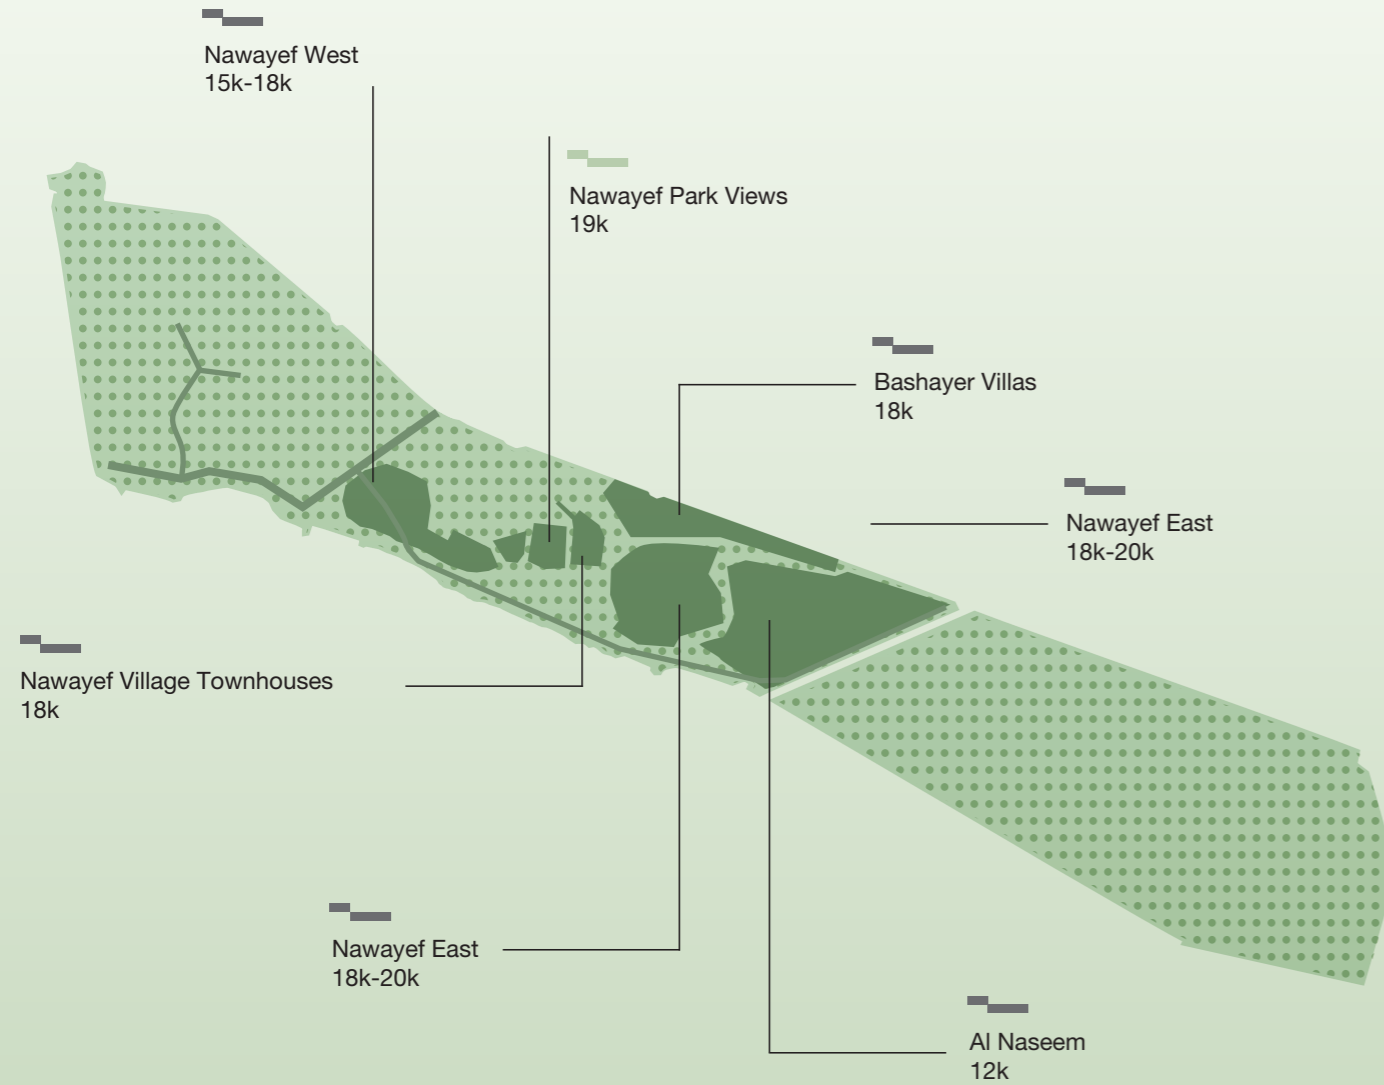 Nawayef West
15k-18k
Nawayef Park Views
19k
Bashayer Villas
18k
Nawayef East
18k-20k
Nawayef Village Townhouses
18k
Nawayef East
18k-20k
Al Naseem
12k